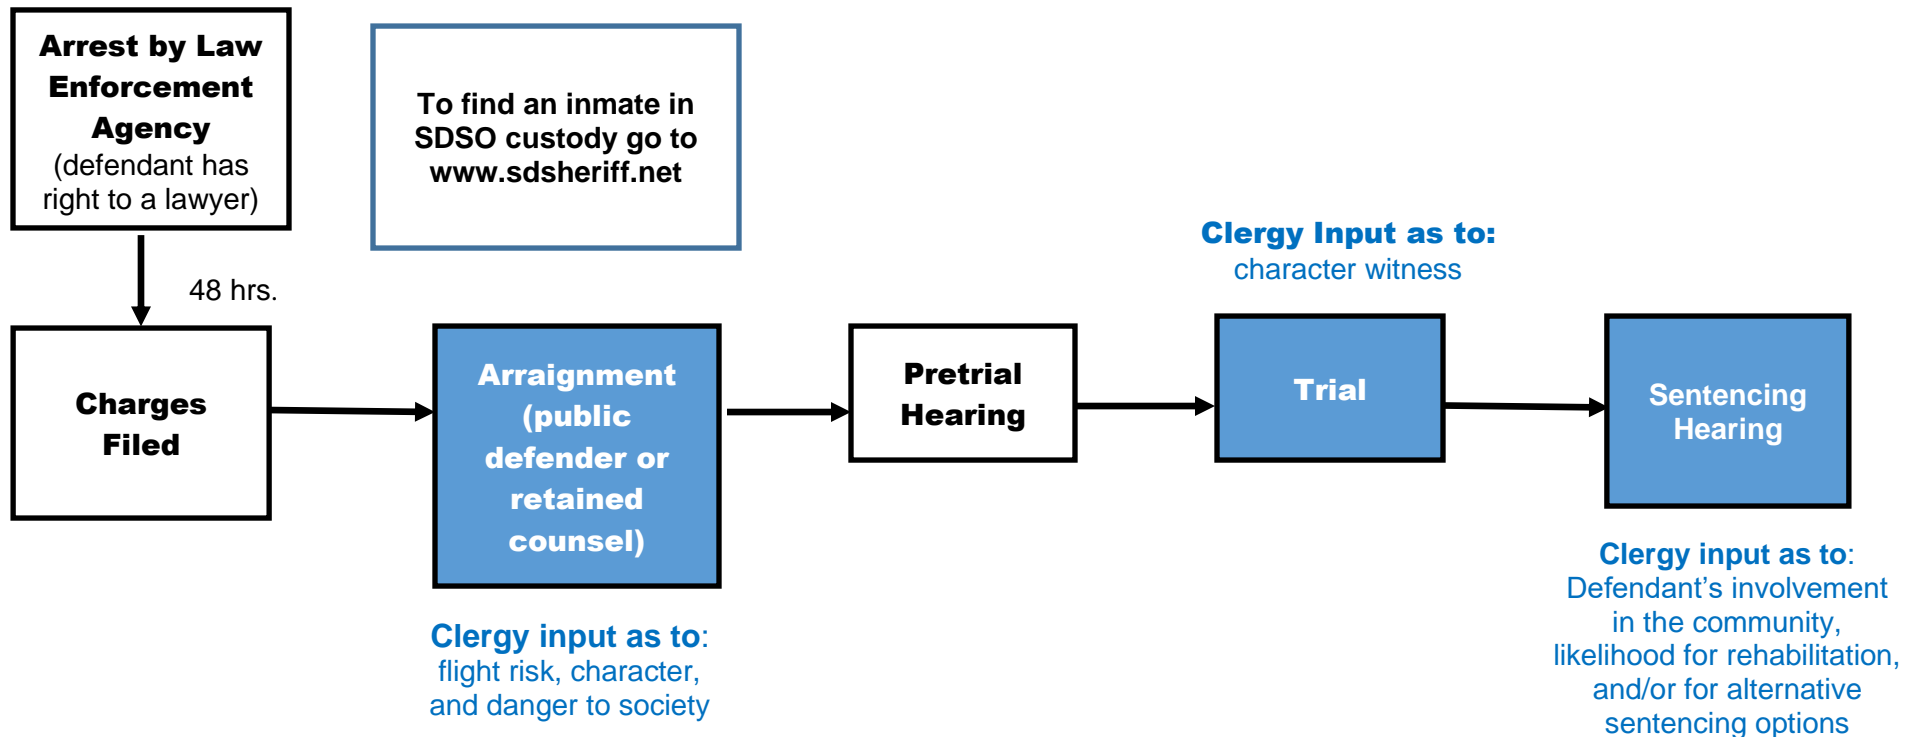 Arrest by Law
Enforcement
Agency
(defendant has
right to a lawyer)
To find an inmate in
SDSO custody go to
www.sdsheriff.net
48 hrs.
Charges
Filed
Arraignment
(public
defender or
retained
counsel)
Clergy input as to:
flight risk, character,
and danger to society
Pretrial
Hearing
Clergy Input as to:
character witness
Trial
Sentencing
Hearing
Clergy input as to:
Defendant’s involvement
in the community,
likelihood for rehabilitation,
and/or for alternative
sentencing options